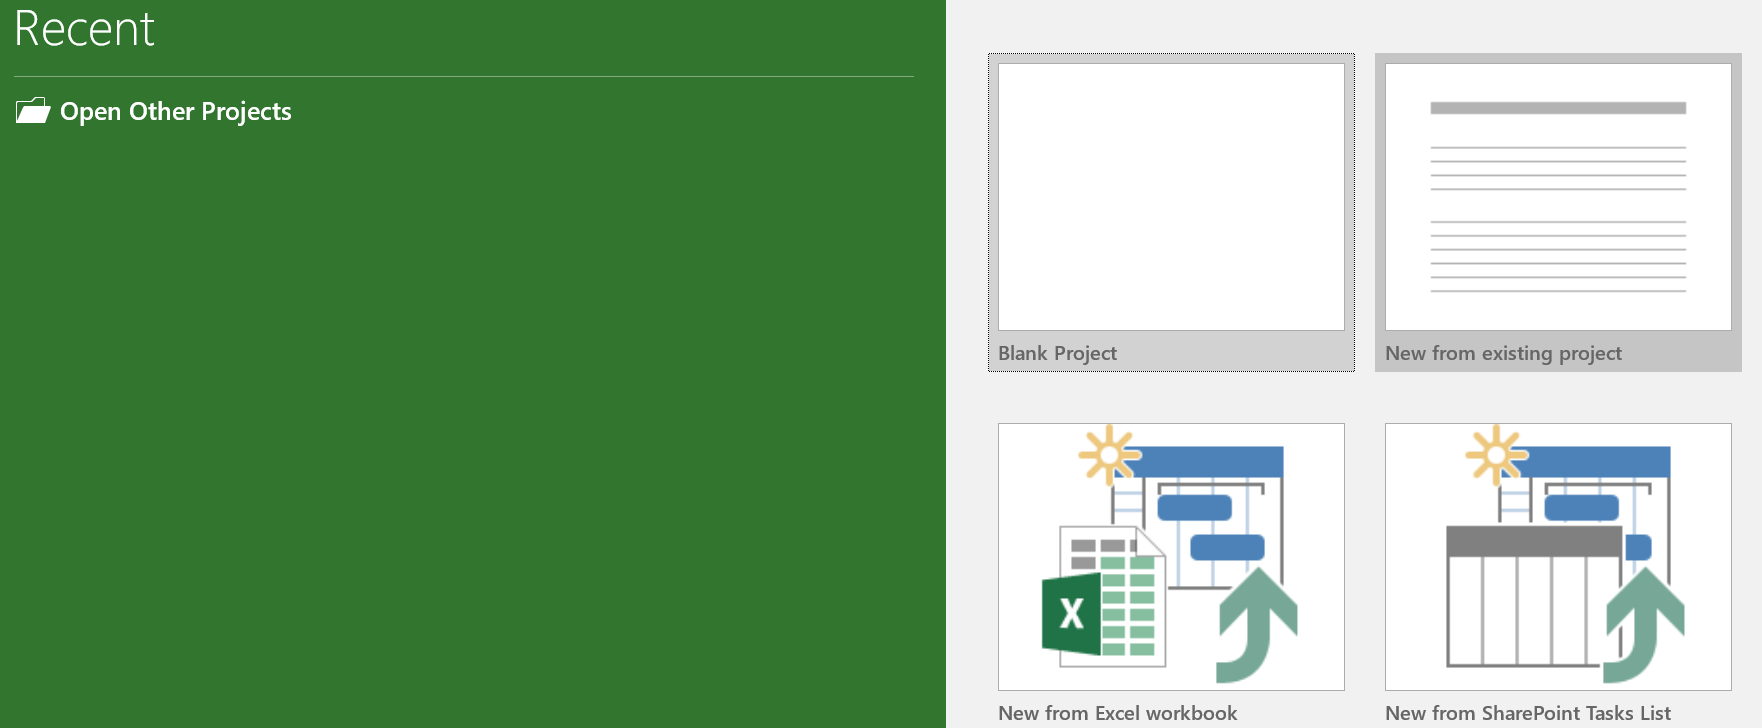 Recent
Open Other Projects
Blank Project
New from existing project
X
New from Excel workbook
New from SharePoint Tasks List